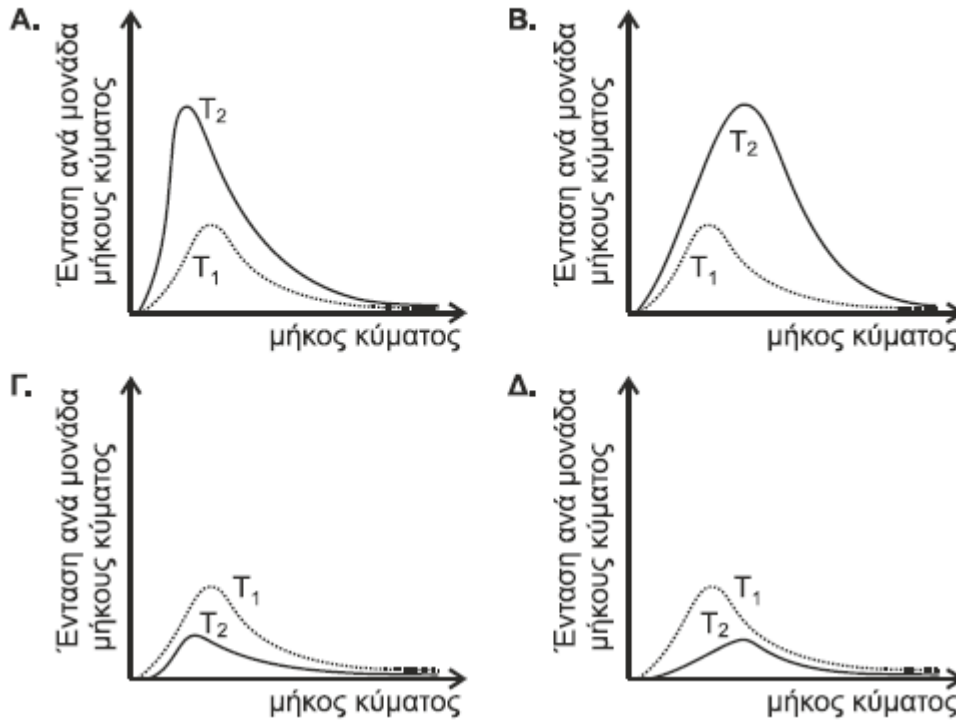 Α.
Ένταση ανά μονάδα
μήκους κύματος
T2
T1
μήκος κύματος
Β.
Ένταση ανά μονάδα
μήκους κύματος
T2
T1
μήκος κύματος
Γ.
Ένταση ανά μονάδα
μήκους κύματος
T1
T2
μήκος κύματος
Δ.
Ένταση ανά μονάδα
μήκους κύματος
T1
T2
μήκος κύματος